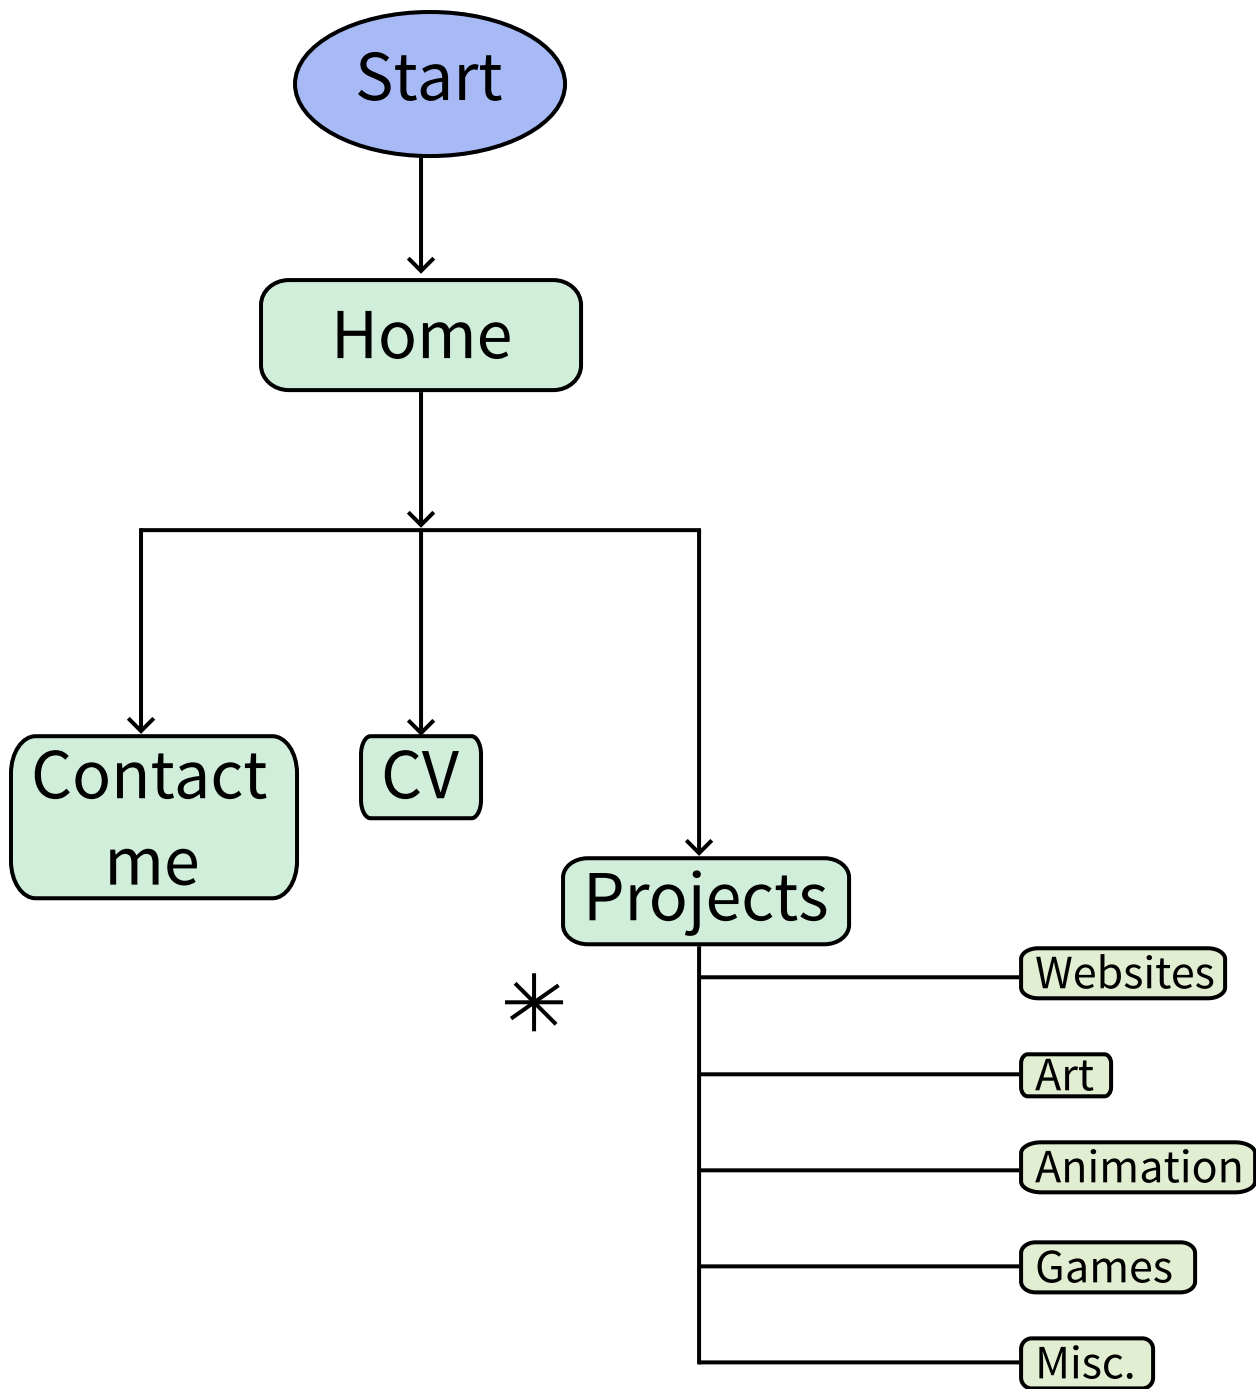 Start
Home
Contact
me
CV
Projects
Websites
Art
Animation
Games
Misc.